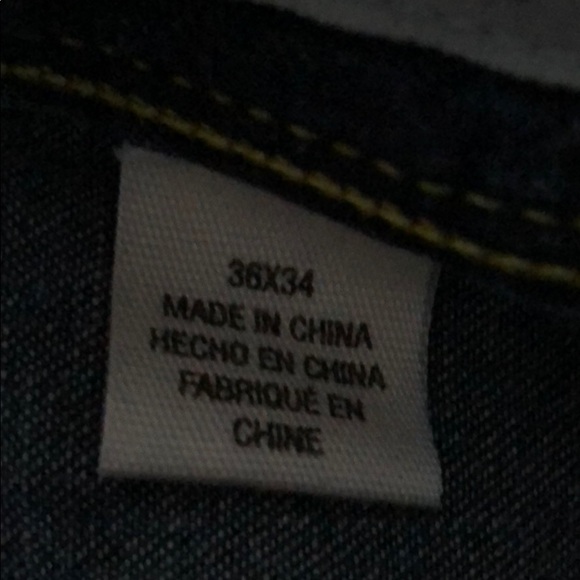 36X34
MADE IN CHINA
HECHO EN CHINA
FABRIQUÉ EN
CHINE